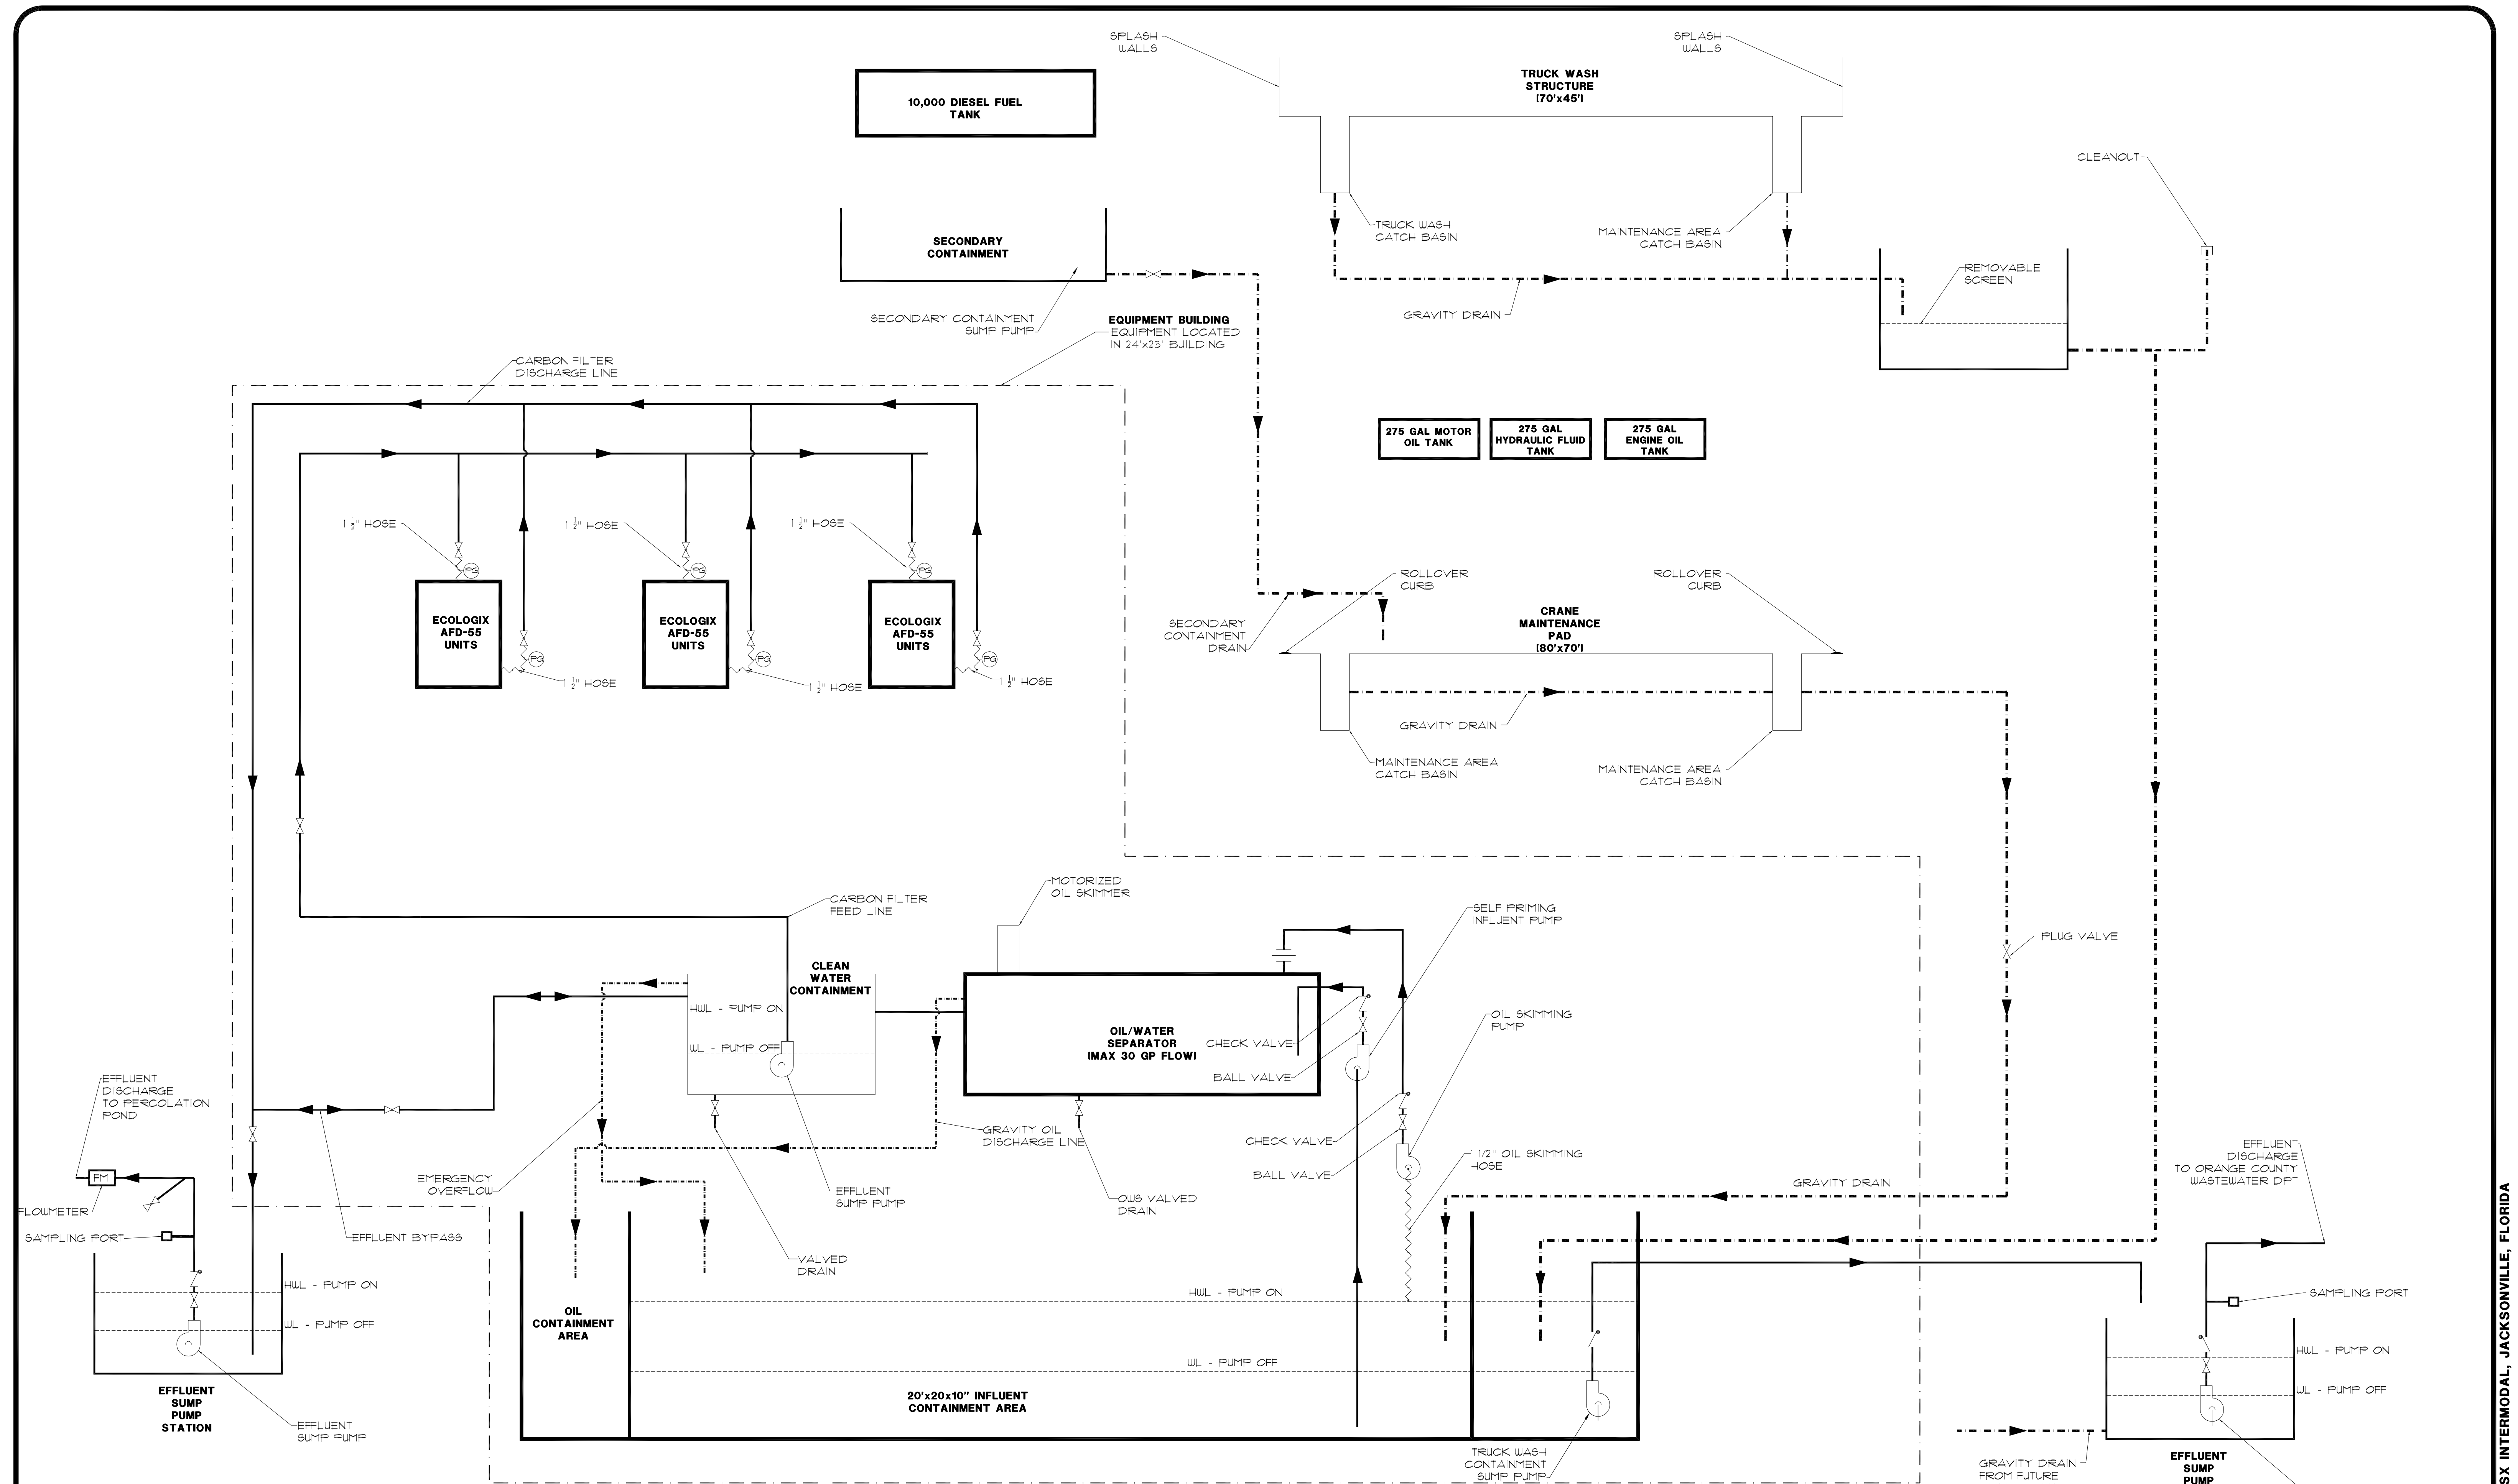 SPLASH
WALLS
SPLASH
WALLS
TRUCK WASH
STRUCTURE
(70'x45')
10,000 DIESEL FUEL
TANK
CLEANOUT
TRUCK WASH
CATCH BASIN
MAINTENANCE AREA
CATCH BASIN
SECONDARY
CONTAINMENT
REMOVABLE
SCREEN
SECONDARY CONTAINMENT
SUMP PUMP
GRAVITY DRAIN
EQUIPMENT BUILDING
EQUIPMENT LOCATED
IN 24'x23' BUILDING
CARBON FILTER
DISCHARGE LINE
275 GAL MOTOR
OIL TANK
275 GAL
HYDRAULIC FLUID
TANK
275 GAL
ENGINE OIL
TANK
1 1/2" HOSE
1 1/2" HOSE
1 1/2" HOSE
PG
PG
PG
ECOLOGIX
AFD-55
UNITS
ECOLOGIX
AFD-55
UNITS
ECOLOGIX
AFD-55
UNITS
PG
PG
PG
1 1/2" HOSE
1 1/2" HOSE
1 1/2" HOSE
ROLLOVER
CURB
ROLLOVER
CURB
SECONDARY
CONTAINMENT
DRAIN
CRANE
MAINTENANCE
PAD
(80'x70')
GRAVITY DRAIN
MAINTENANCE AREA
CATCH BASIN
MAINTENANCE AREA
CATCH BASIN
MOTORIZED
OIL SKIMMER
CARBON FILTER
FEED LINE
SELF PRIMING
INFLUENT PUMP
PLUG VALVE
CLEAN
WATER
CONTAINMENT
HWL - PUMP ON
WL - PUMP OFF
OIL/WATER
SEPARATOR
(MAX 30 GP FLOW)
CHECK VALVE
BALL VALVE
OIL SKIMMING
PUMP
EFFLUENT
DISCHARGE
TO PERCOLATION
POND
GRAVITY OIL
DISCHARGE LINE
CHECK VALVE
BALL VALVE
1 1/2" OIL SKIMMING
HOSE
EFFLUENT
DISCHARGE
TO ORANGE COUNTY
WASTEWATER DPT
FM
FLOWMETER
SAMPLING PORT
EMERGENCY
OVERFLOW
EFFLUENT
SUMP PUMP
OWS VALVED
DRAIN
GRAVITY DRAIN
EFFLUENT BYPASS
VALVED
DRAIN
HWL - PUMP ON
WL - PUMP OFF
OIL
CONTAINMENT
AREA
HWL - PUMP ON
WL - PUMP OFF
SAMPLING PORT
HWL - PUMP ON
WL - PUMP OFF
EFFLUENT
SUMP
PUMP
STATION
EFFLUENT
SUMP PUMP
20'x20x10" INFLUENT
CONTAINMENT AREA
TRUCK WASH
CONTAINMENT
SUMP PUMP
GRAVITY DRAIN
FROM FUTURE
EFFLUENT
SUMP
PUMP
SX INTERMODAL, JACKSONVILLE, FLORIDA